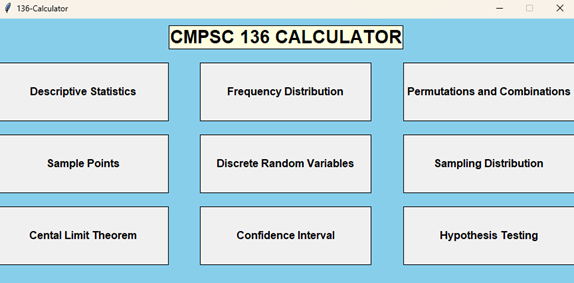 136-Calculator
CMPSC 136 CALCULATOR
Descriptive Statistics
Frequency Distribution
Permutations and Combinations
Sample Points
Discrete Random Variables
Sampling Distribution
Cental Limit Theorem
Confidence Interval
Hypothesis Testing